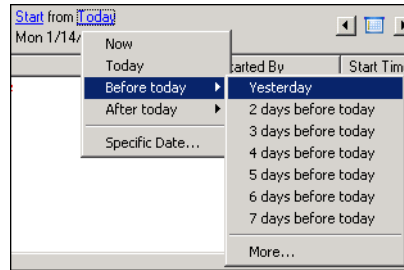 Start from Today
Mon 1/14/
Now
Today
Before today
After today
Specific Date...
tarted By
Start Tim
Yesterday
2 days before today
3 days before today
4 days before today
5 days before today
6 days before today
7 days before today
More...